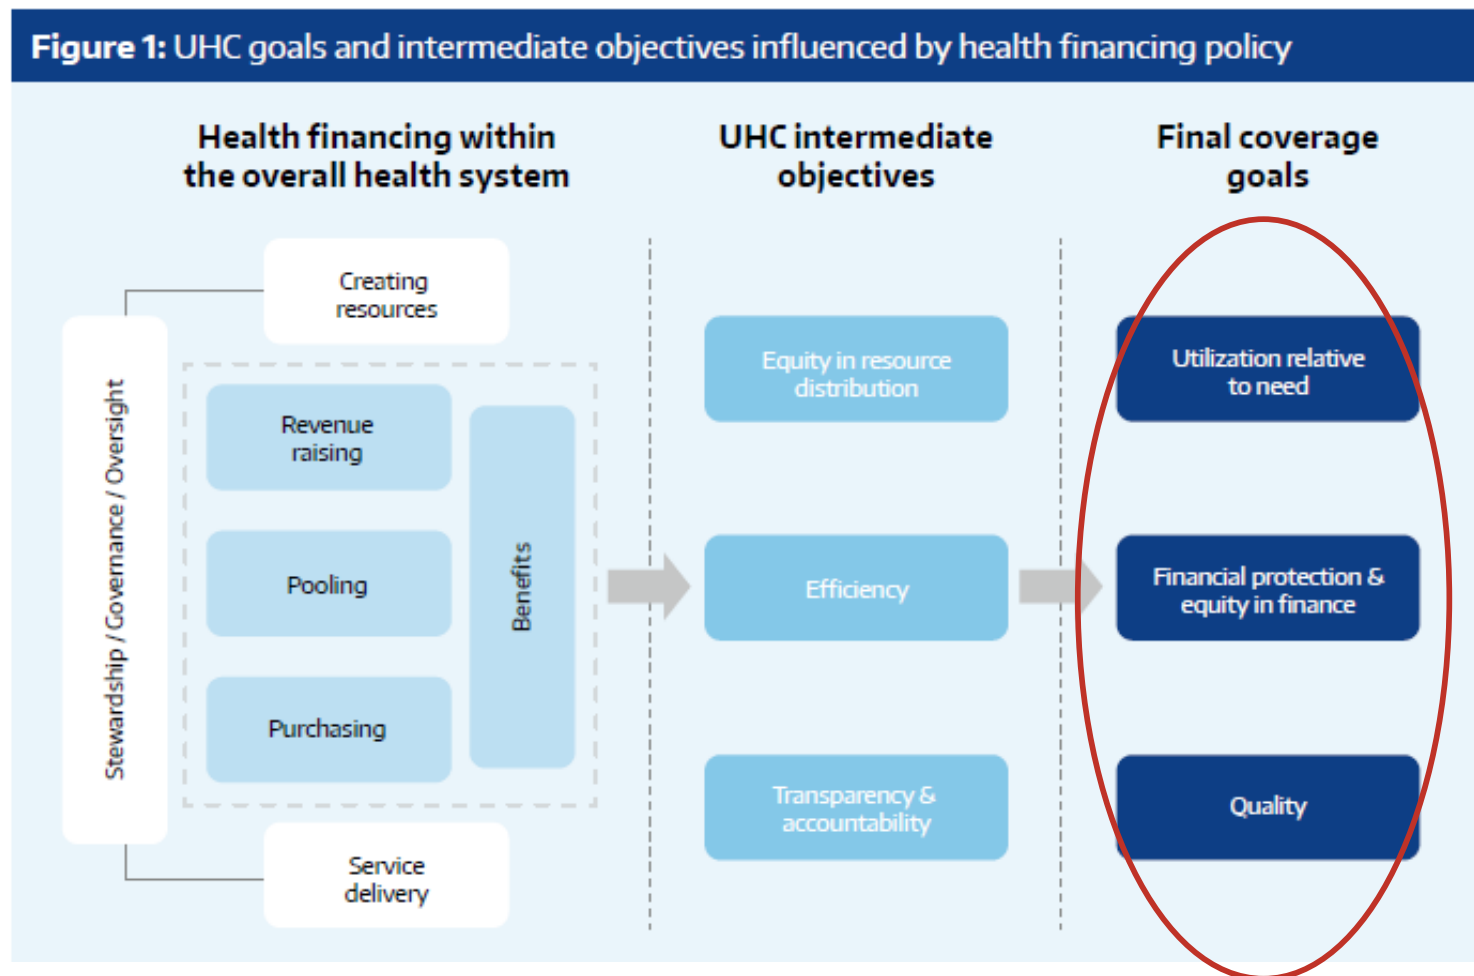 Figure 1: UHC goals and intermediate objectives influenced by health financing policy
Health financing within
the overall health system
UHC intermediate
objectives
Final coverage
goals
Stewardship / Governance / Oversight
Creating
resources
Revenue
raising
Pooling
Purchasing
Benefits
Service
delivery
Equity in resource
distribution
Efficiency
Transparency &
accountability
Utilization relative
to need
Financial protection &
equity in finance
Quality